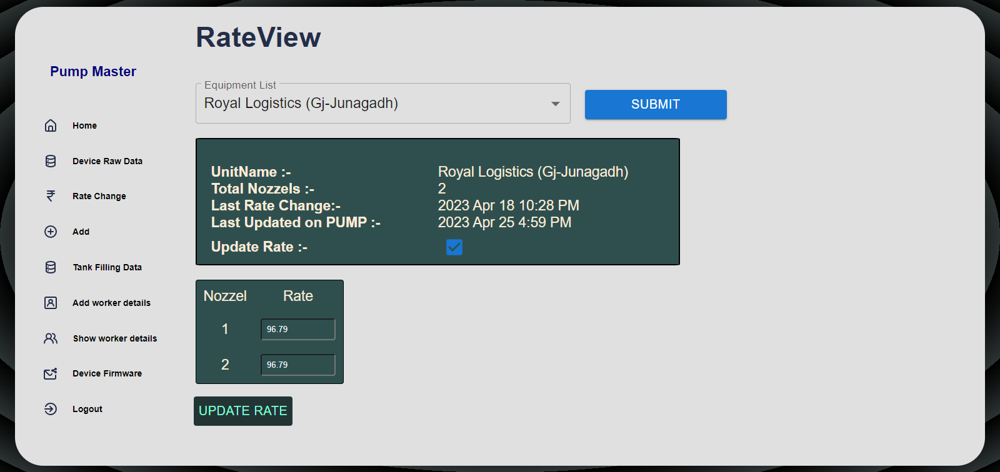 RateView
Pump Master
Home
Device Raw Data
Rate Change
Add
Tank Filling Data
Add worker details
Show worker details
Device Firmware
Logout
Equipment List
Royal Logistics (Gj-Junagadh)
SUBMIT
UnitName :- Royal Logistics (Gj-Junagadh)
Total Nozzels :- 2
Last Rate Change:- 2023 Apr 18 10:28 PM
Last Updated on PUMP :- 2023 Apr 25 4:59 PM
Update Rate :-
Nozzel Rate
1 96.79
2 96.79
UPDATE RATE